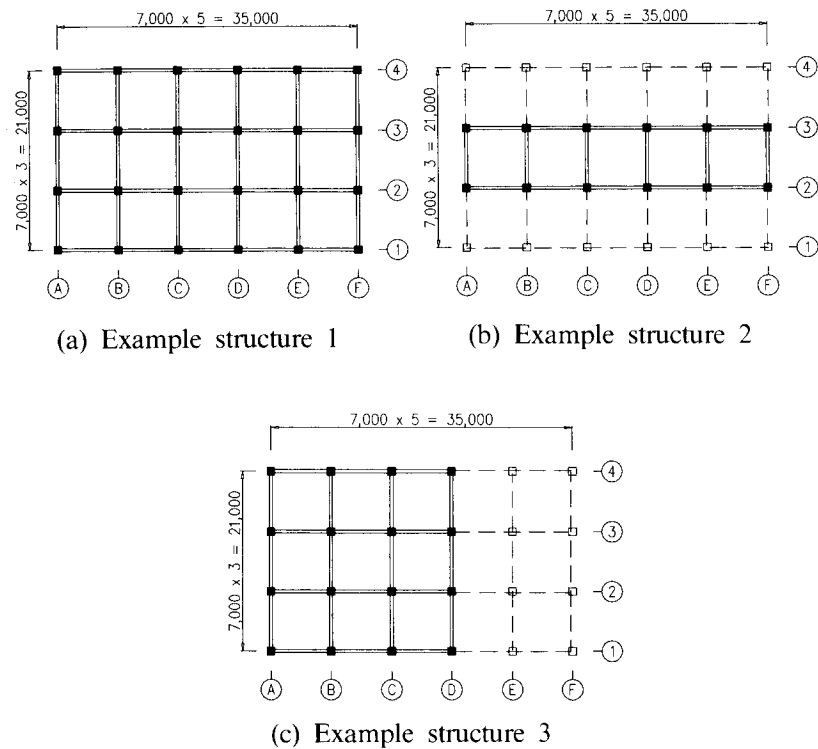 7,000 x 5 = 35,000
7,000 x 3 = 21,000
4
3
2
1
A B C D E F
(a) Example structure 1
7,000 x 5 = 35,000
7,000 x 3 = 21,000
4
3
2
1
A B C D E F
(b) Example structure 2
7,000 x 5 = 35,000
7,000 x 3 = 21,000
4
3
2
1
A B C D E F
(c) Example structure 3